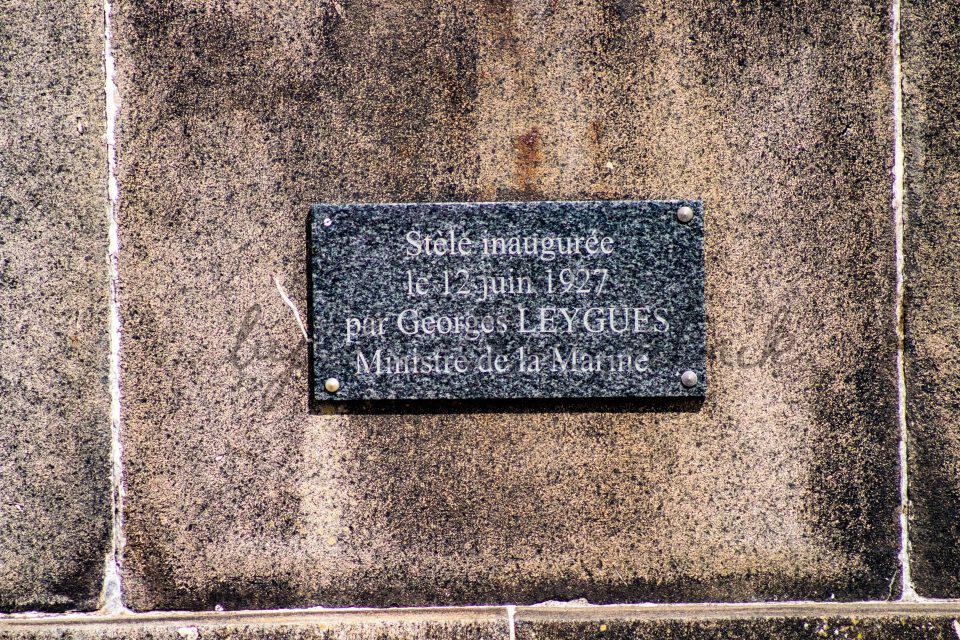 Stèle inaugurée
le 12 juin 1927
par Georges LEYGUES
Ministre de la Marine